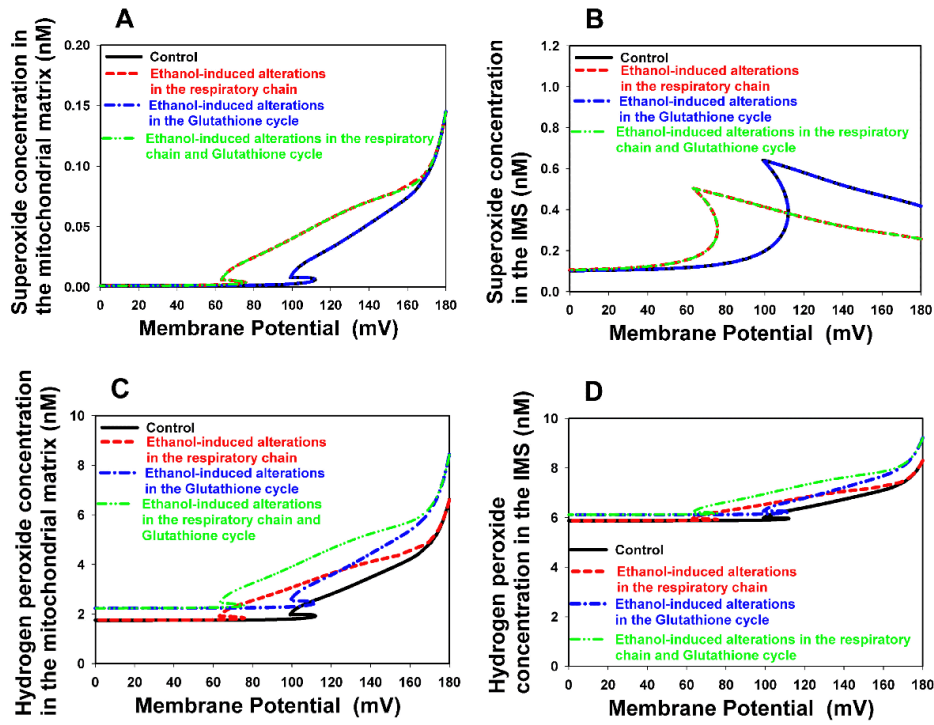 A
Superoxide concentration in
the mitochondrial matrix (nM)
0.20
0.15
0.10
0.05
0.00
Control
Ethanol-induced alterations
in the respiratory chain
Ethanol-induced alterations
in the Glutathione cycle
Ethanol-induced alterations in the respiratory
chain and Glutathione cycle
0 20 40 60 80 100 120 140 160 180
Membrane Potential (mV)
B
Superoxide concentration
in the IMS (nM)
1.2
1.0
0.8
0.6
0.4
0.2
0.0
Control
Ethanol-induced alterations
in the respiratory chain
Ethanol-induced alterations
in the Glutathione cycle
Ethanol-induced alterations in the respiratory
chain and Glutathione cycle
0 20 40 60 80 100 120 140 160 180
Membrane Potential (mV)
C
Hydrogen peroxide concentration
in the mitochondrial matrix (nM)
10
8
6
4
2
0
Control
Ethanol-induced alterations
in the respiratory chain
Ethanol-induced alterations
in the Glutathione cycle
Ethanol-induced alterations
in the respiratory chain and
Glutathione cycle
0 20 40 60 80 100 120 140 160 180
Membrane Potential (mV)
D
Hydrogen peroxide
concentration in the IMS (nM)
10
8
6
4
2
0
Control
Ethanol-induced alterations
in the respiratory chain
Ethanol-induced alterations
in the Glutathione cycle
Ethanol-induced alterations in the respiratory
chain and Glutathione cycle
0 20 40 60 80 100 120 140 160 180
Membrane Potential (mV)